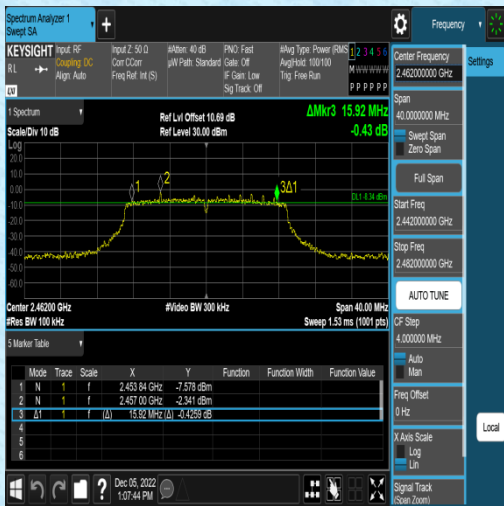 Spectrum Analyzer 1
Swept SA
+
Frequency
KEYSIGHT
RL
Input: RF
Coupling: DC
Align: Auto
Input Z: 50 Ω
Corr CCorr
Freq Ref: Int (S)
#Atten: 40 dB
µW Path: Standard
PNO: Fast
Gate: Off
IF Gain: Low
Sig Track: Off
#Avg Type: Power (RMS
Avg|Hold: 100/100
Trig: Free Run
1 2 3 4 5 6
M W W W W W
P P P P P P
1 Spectrum
Scale/Div 10 dB
Log
Ref Lvl Offset 10.69 dB
Ref Level 30.00 dBm
ΔMkr3 15.92 MHz
-0.43 dB
20.0
10.0
0.00
-10.0
-20.0
-30.0
-40.0
-50.0
-60.0
1
2
3Δ1
DL1 -8.34 dBm
Center 2.46200 GHz
#Video BW 300 kHz
Span 40.00 MHz
#Res BW 100 kHz
Sweep 1.53 ms (1001 pts)
5 Marker Table
Mode Trace Scale X Y Function Function Width Function Value
1 N 1 f 2.453 84 GHz -7.578 dBm
2 N 1 f 2.457 00 GHz -2.341 dBm
3 Δ1 1 f (Δ) 15.92 MHz (Δ) -0.4259 dB
4
5
6
?
Dec 05, 2022
1:07:44 PM
Center Frequency
2.462000000 GHz
Settings
Span
40.0000000 MHz
Swept Span
Zero Span
Full Span
Start Freq
2.442000000 GHz
Stop Freq
2.482000000 GHz
AUTO TUNE
CF Step
4.000000 MHz
Auto
Man
Freq Offset
0 Hz
X Axis Scale
Log
Lin
Local
Signal Track
(Span Zoom)